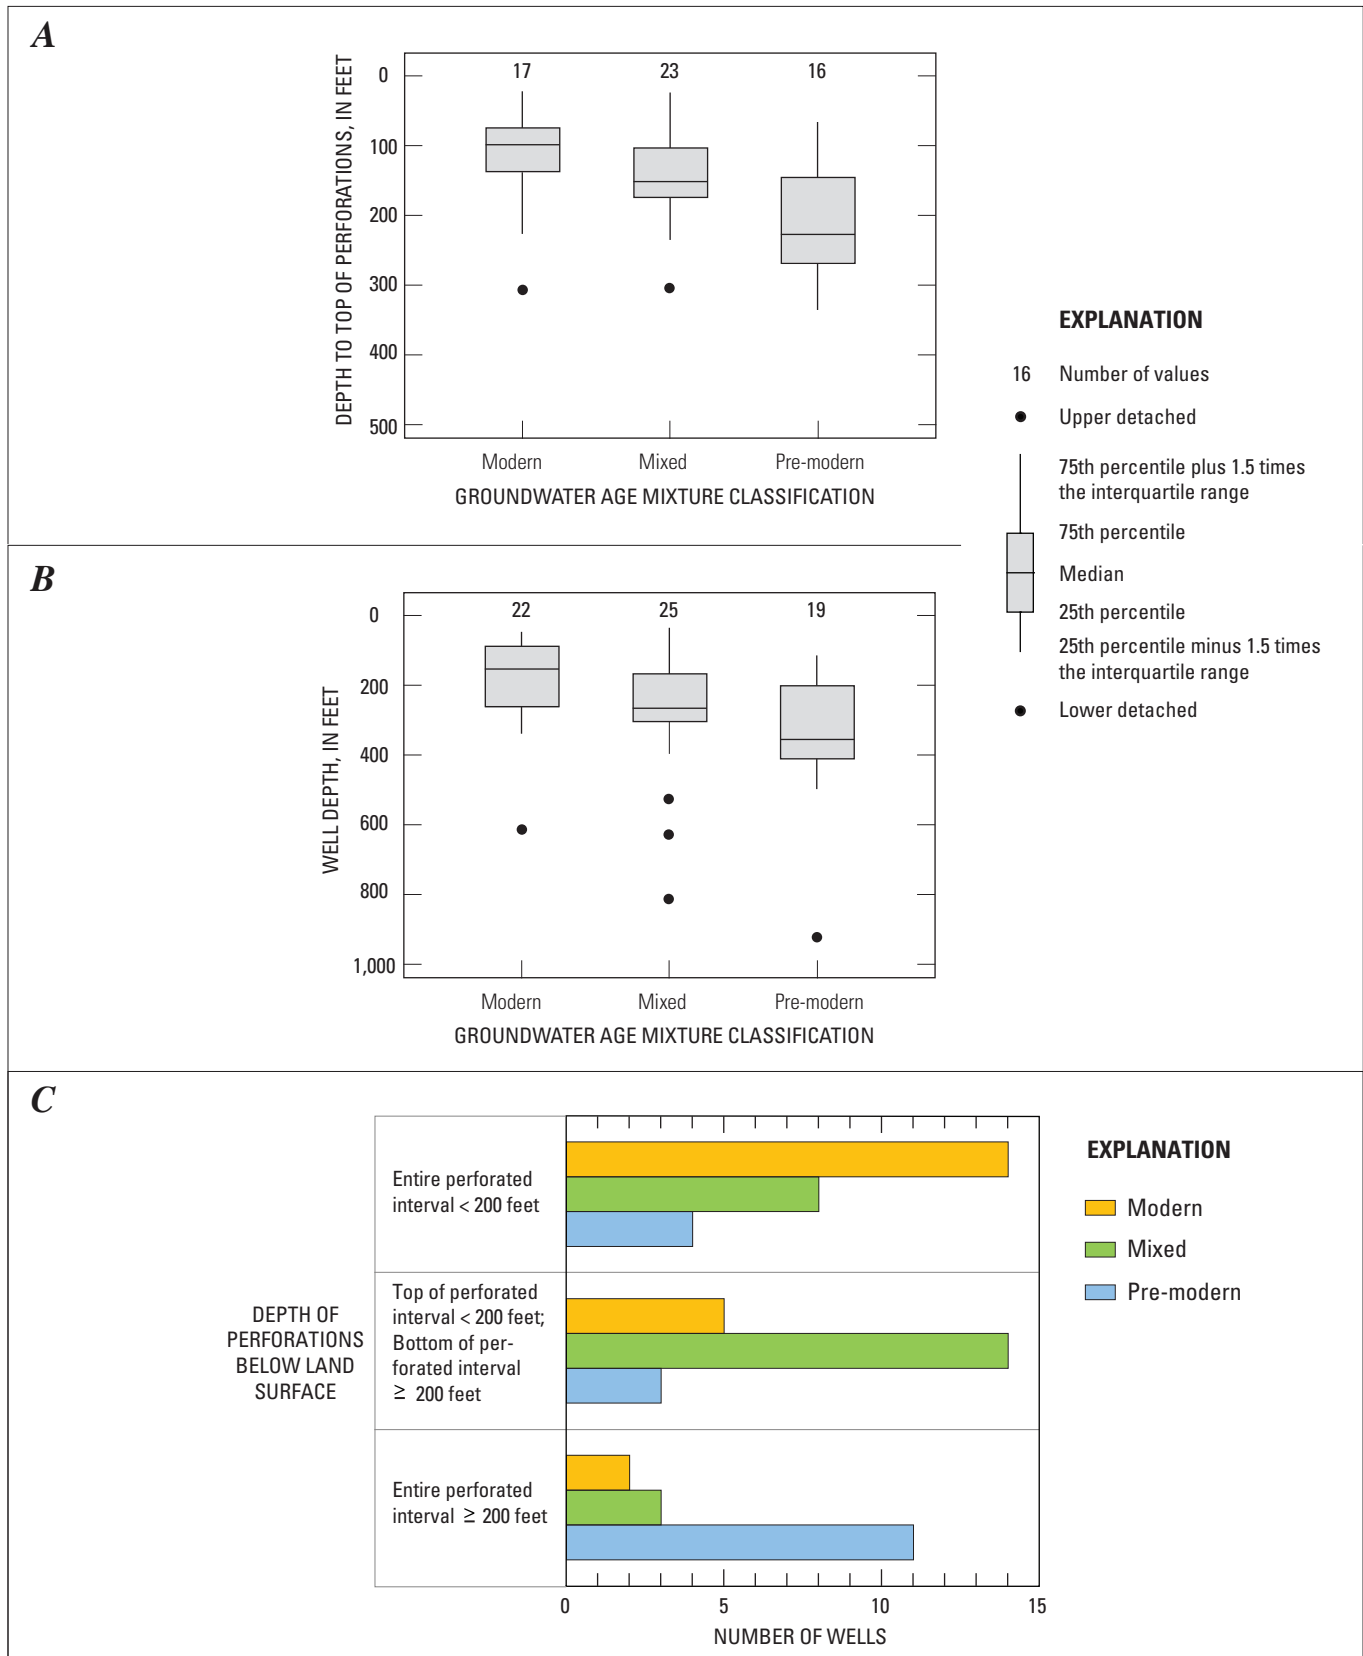 A
DEPTH TO TOP OF PERFORATIONS, IN FEET
0
100
200
300
400
500
17
23
16
Modern
Mixed
Pre-modern
GROUNDWATER AGE MIXTURE CLASSIFICATION
EXPLANATION
16 Number of values
Upper detached
75th percentile plus 1.5 times
the interquartile range
75th percentile
Median
25th percentile
25th percentile minus 1.5 times
the interquartile range
Lower detached
B
WELL DEPTH, IN FEET
0
200
400
600
800
1,000
22
25
19
Modern
Mixed
Pre-modern
GROUNDWATER AGE MIXTURE CLASSIFICATION
C
DEPTH OF
PERFORATIONS
BELOW LAND
SURFACE
Entire perforated
interval < 200 feet
Top of perforated
interval < 200 feet;
Bottom of per-
forated interval
≥ 200 feet
Entire perforated
interval ≥ 200 feet
0
5
10
15
NUMBER OF WELLS
EXPLANATION
Modern
Mixed
Pre-modern